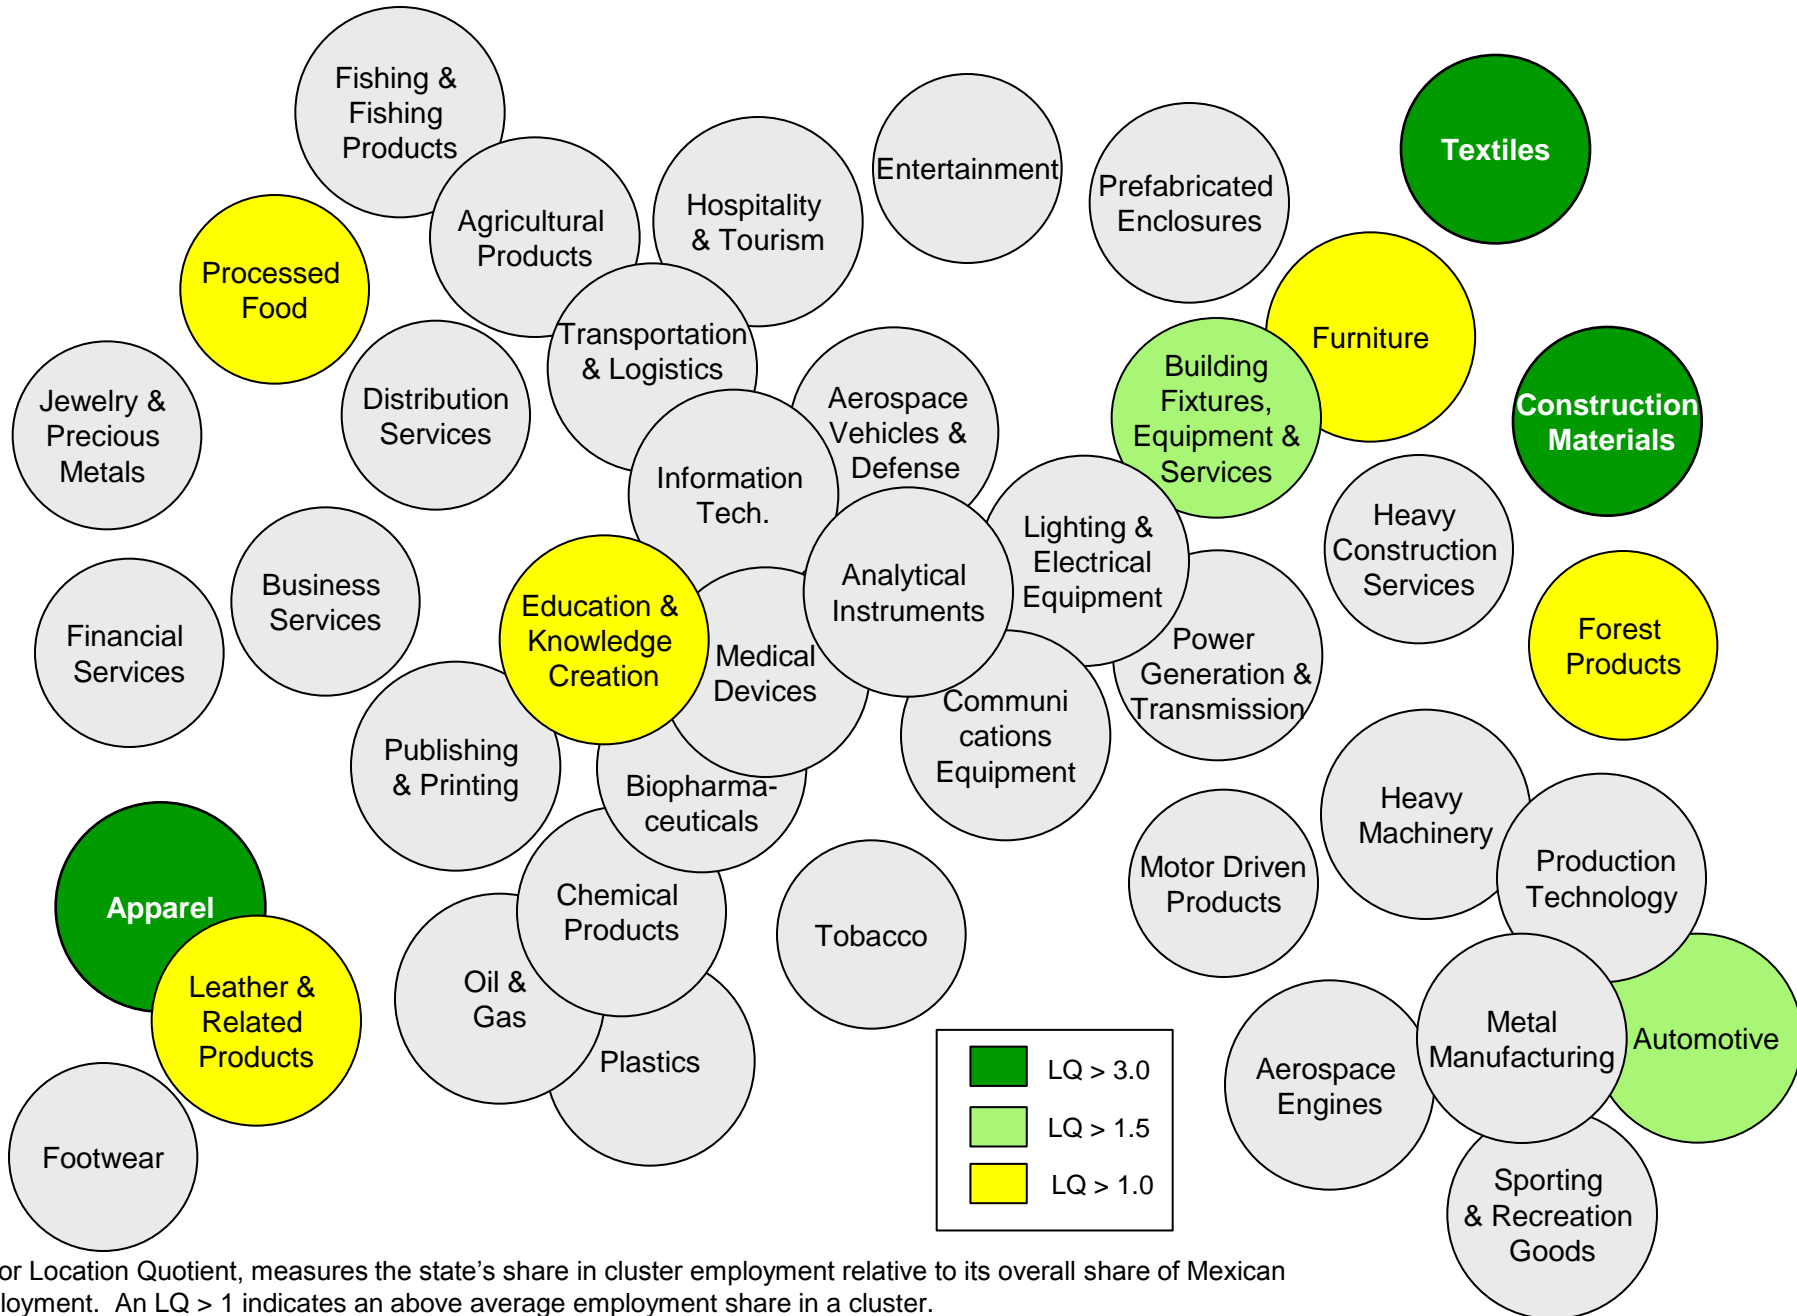 Fishing &
Fishing
Products
Textiles
Entertainment
Prefabricated
Enclosures
Hospitality
& Tourism
Agricultural
Products
Processed
Food
Transportation
& Logistics
Furniture
Building
Fixtures,
Equipment &
Services
Construction
Materials
Jewelry &
Precious
Metals
Distribution
Services
Aerospace
Vehicles &
Defense
Information
Tech.
Lighting &
Electrical
Equipment
Heavy
Construction
Services
Analytical
Instruments
Business
Services
Education &
Knowledge
Creation
Financial
Services
Medical
Devices
Power
Generation &
Transmission
Forest
Products
Communi
cations
Equipment
Publishing
& Printing
Biopharma-
ceuticals
Heavy
Machinery
Motor Driven
Products
Production
Technology
Apparel
Chemical
Products
Tobacco
Leather &
Related
Products
Oil &
Gas
Plastics
Metal
Manufacturing
Automotive
Aerospace
Engines
Footwear
Sporting
& Recreation
Goods
LQ > 3.0
LQ > 1.5
LQ > 1.0
or Location Quotient, measures the state’s share in cluster employment relative to its overall share of Mexican
loyment. An LQ > 1 indicates an above average employment share in a cluster.